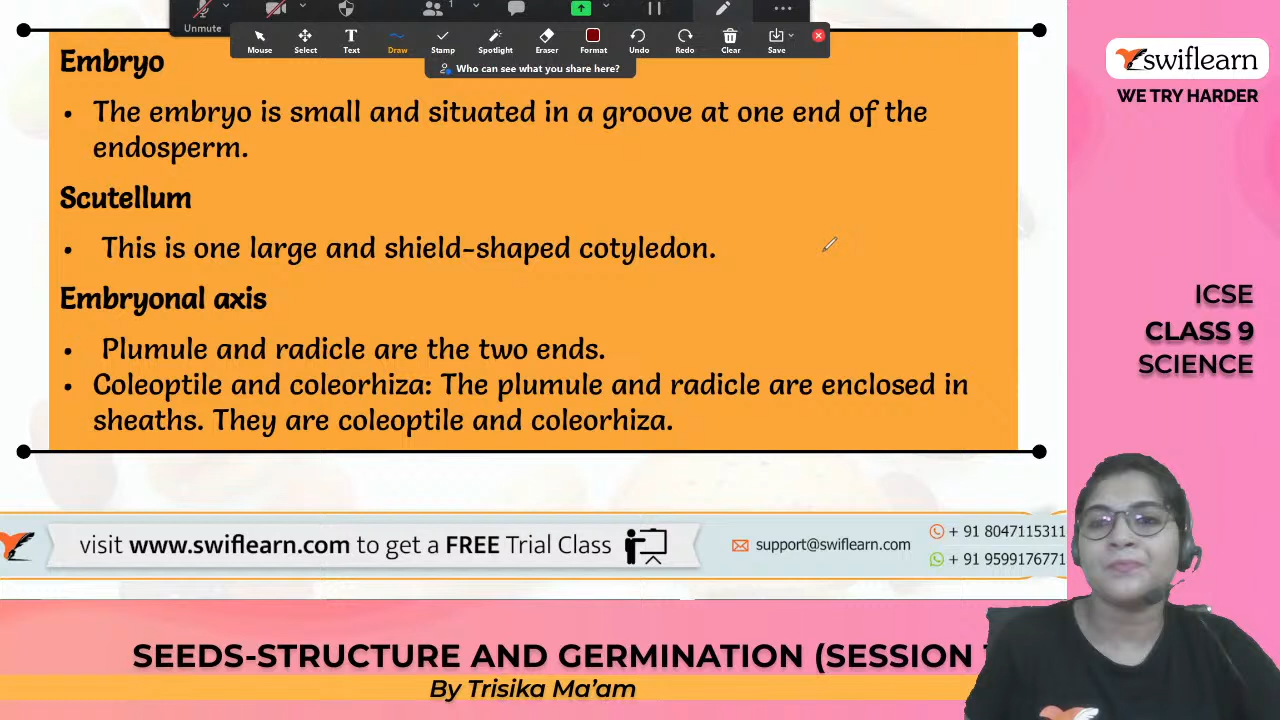 Unmute
1
Mouse
Select
Text
Draw
Stamp
Spotlight
Eraser
Format
Undo
Redo
Clear
Save
Who can see what you share here?
Embryo
• The embryo is small and situated in a groove at one end of the
endosperm.
Scutellum
• This is one large and shield-shaped cotyledon.
Embryonal axis
• Plumule and radicle are the two ends.
• Coleoptile and coleorhiza: The plumule and radicle are enclosed in
sheaths. They are coleoptile and coleorhiza.
swiflearn
WE TRY HARDER
ICSE
CLASS 9
SCIENCE
visit www.swiflearn.com to get a FREE Trial Class
support@swiflearn.com
+ 91 8047115311
+ 91 9599176771
SEEDS-STRUCTURE AND GERMINATION (SESSION
By Trisika Ma'am